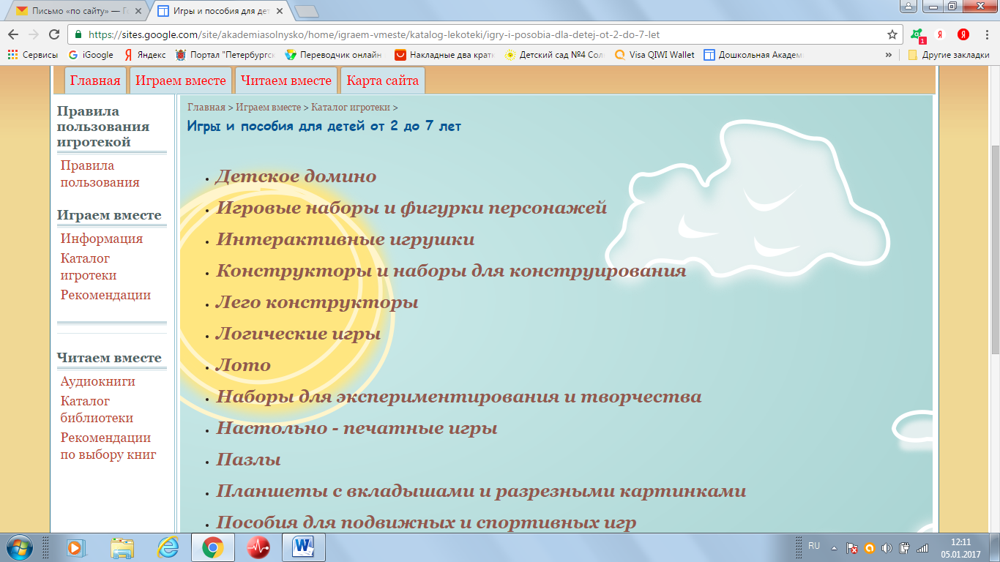 Письмо «по сайту» — Го
Игры и пособия для дет
https://sites.google.com/site/akademiasolnysko/home/igraem-vmeste/katalog-lekoteki/igry-i-posobia-dla-detej-ot-2-do-7-let
1
Сервисы iGoogle Яндекс Портал "Петербургск Переводчик онлайн Накладные два кратк Детский сад №4 Солн Visa QIWI Wallet Дошкольная Академ » Другие закладки
Главная Играем вместе Читаем вместе Карта сайта
Правила
пользования
игротекой
Правила
пользования
Играем вместе
Информация
Каталог
игротеки
Рекомендации
Читаем вместе
Аудиокниги
Каталог
библиотеки
Рекомендации
по выбору книг
Главная > Играем вместе > Каталог игротеки >
Игры и пособия для детей от 2 до 7 лет
• Детское домино
• Игровые наборы и фигурки персонажей
• Интерактивные игрушки
• Конструкторы и наборы для конструирования
• Лего конструкторы
• Логические игры
• Лото
• Наборы для экспериментирования и творчества
• Настольно - печатные игры
• Пазлы
• Планшеты с вкладышами и разрезными картинками
• Пособия для подвижных и спортивных игр
RU
12:11
05.01.2017